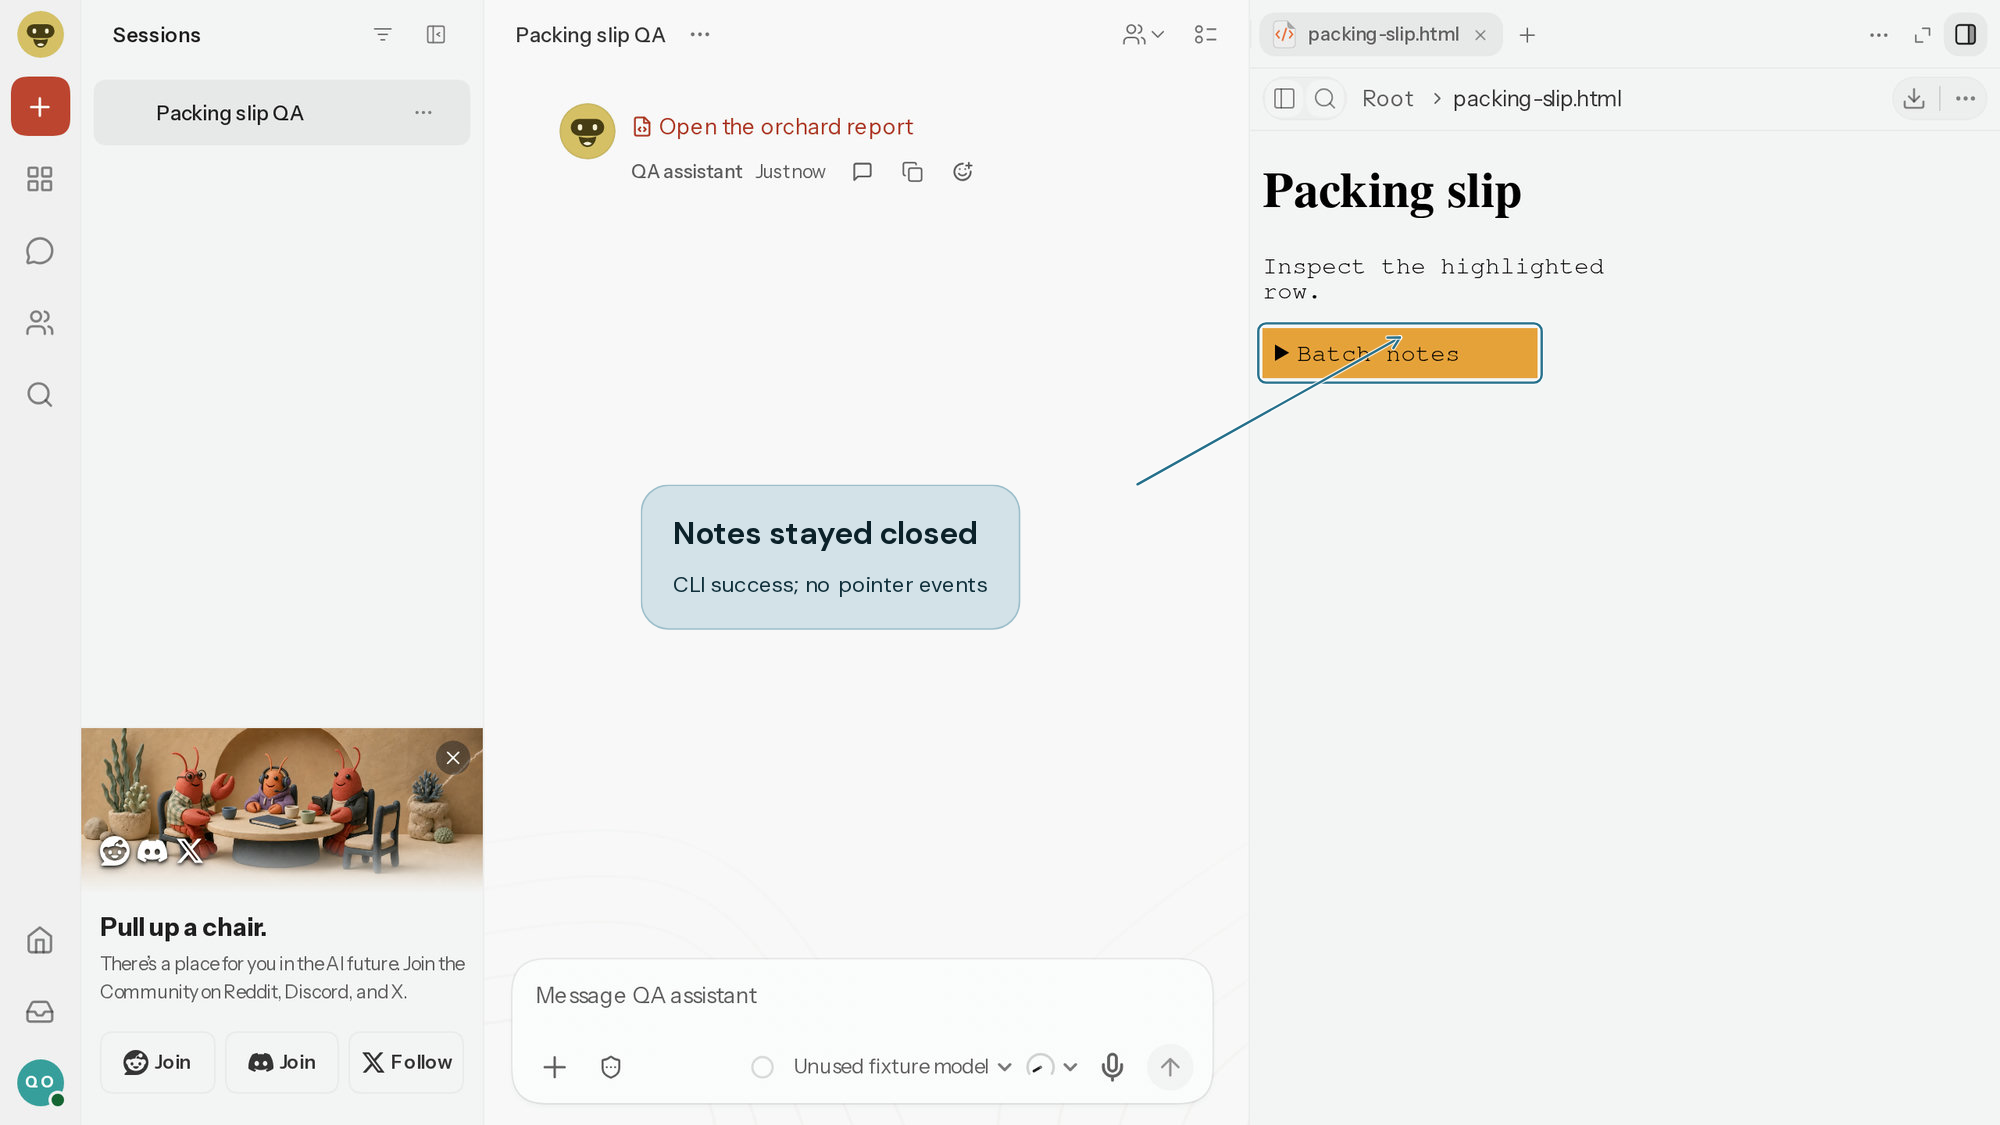 Sessions
Packing slip QA
Packing slip QA
Open the orchard report
QA assistant Just now
Notes stayed closed
CLI success; no pointer events
Pull up a chair.
There's a place for you in the AI future. Join the
Community on Reddit, Discord, and X.
Join
Join
Follow
QO
Message QA assistant
Unused fixture model
packing-slip.html
Root > packing-slip.html
Packing slip
Inspect the highlighted
row.
Batch notes